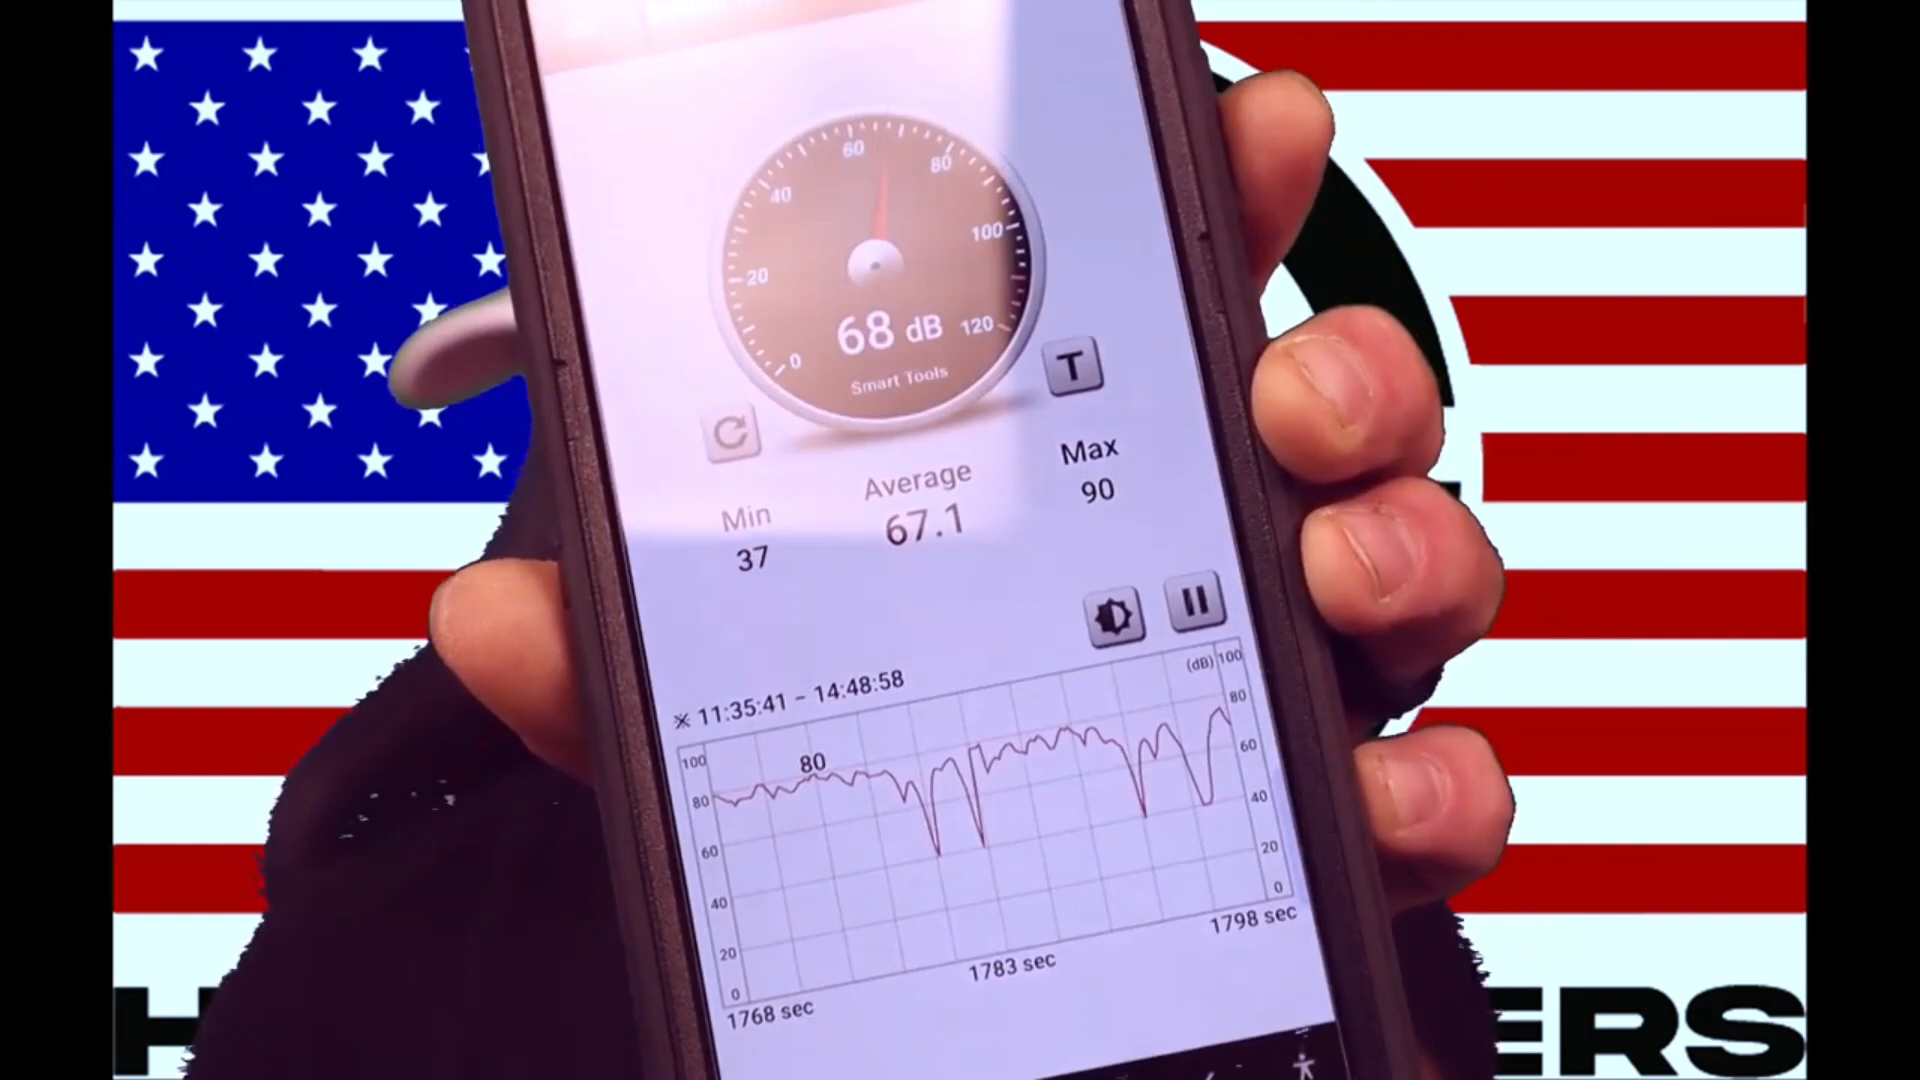 60
80
40
100
20
68 dB
120
0
Smart Tools
T
Min
Average
Max
37
67.1
90
※ 11:35:41 - 14:48:58
(dB) 100
100
80
80
80
60
60
40
40
20
20
0
0
1768 sec
1783 sec
1798 sec
H
ERS